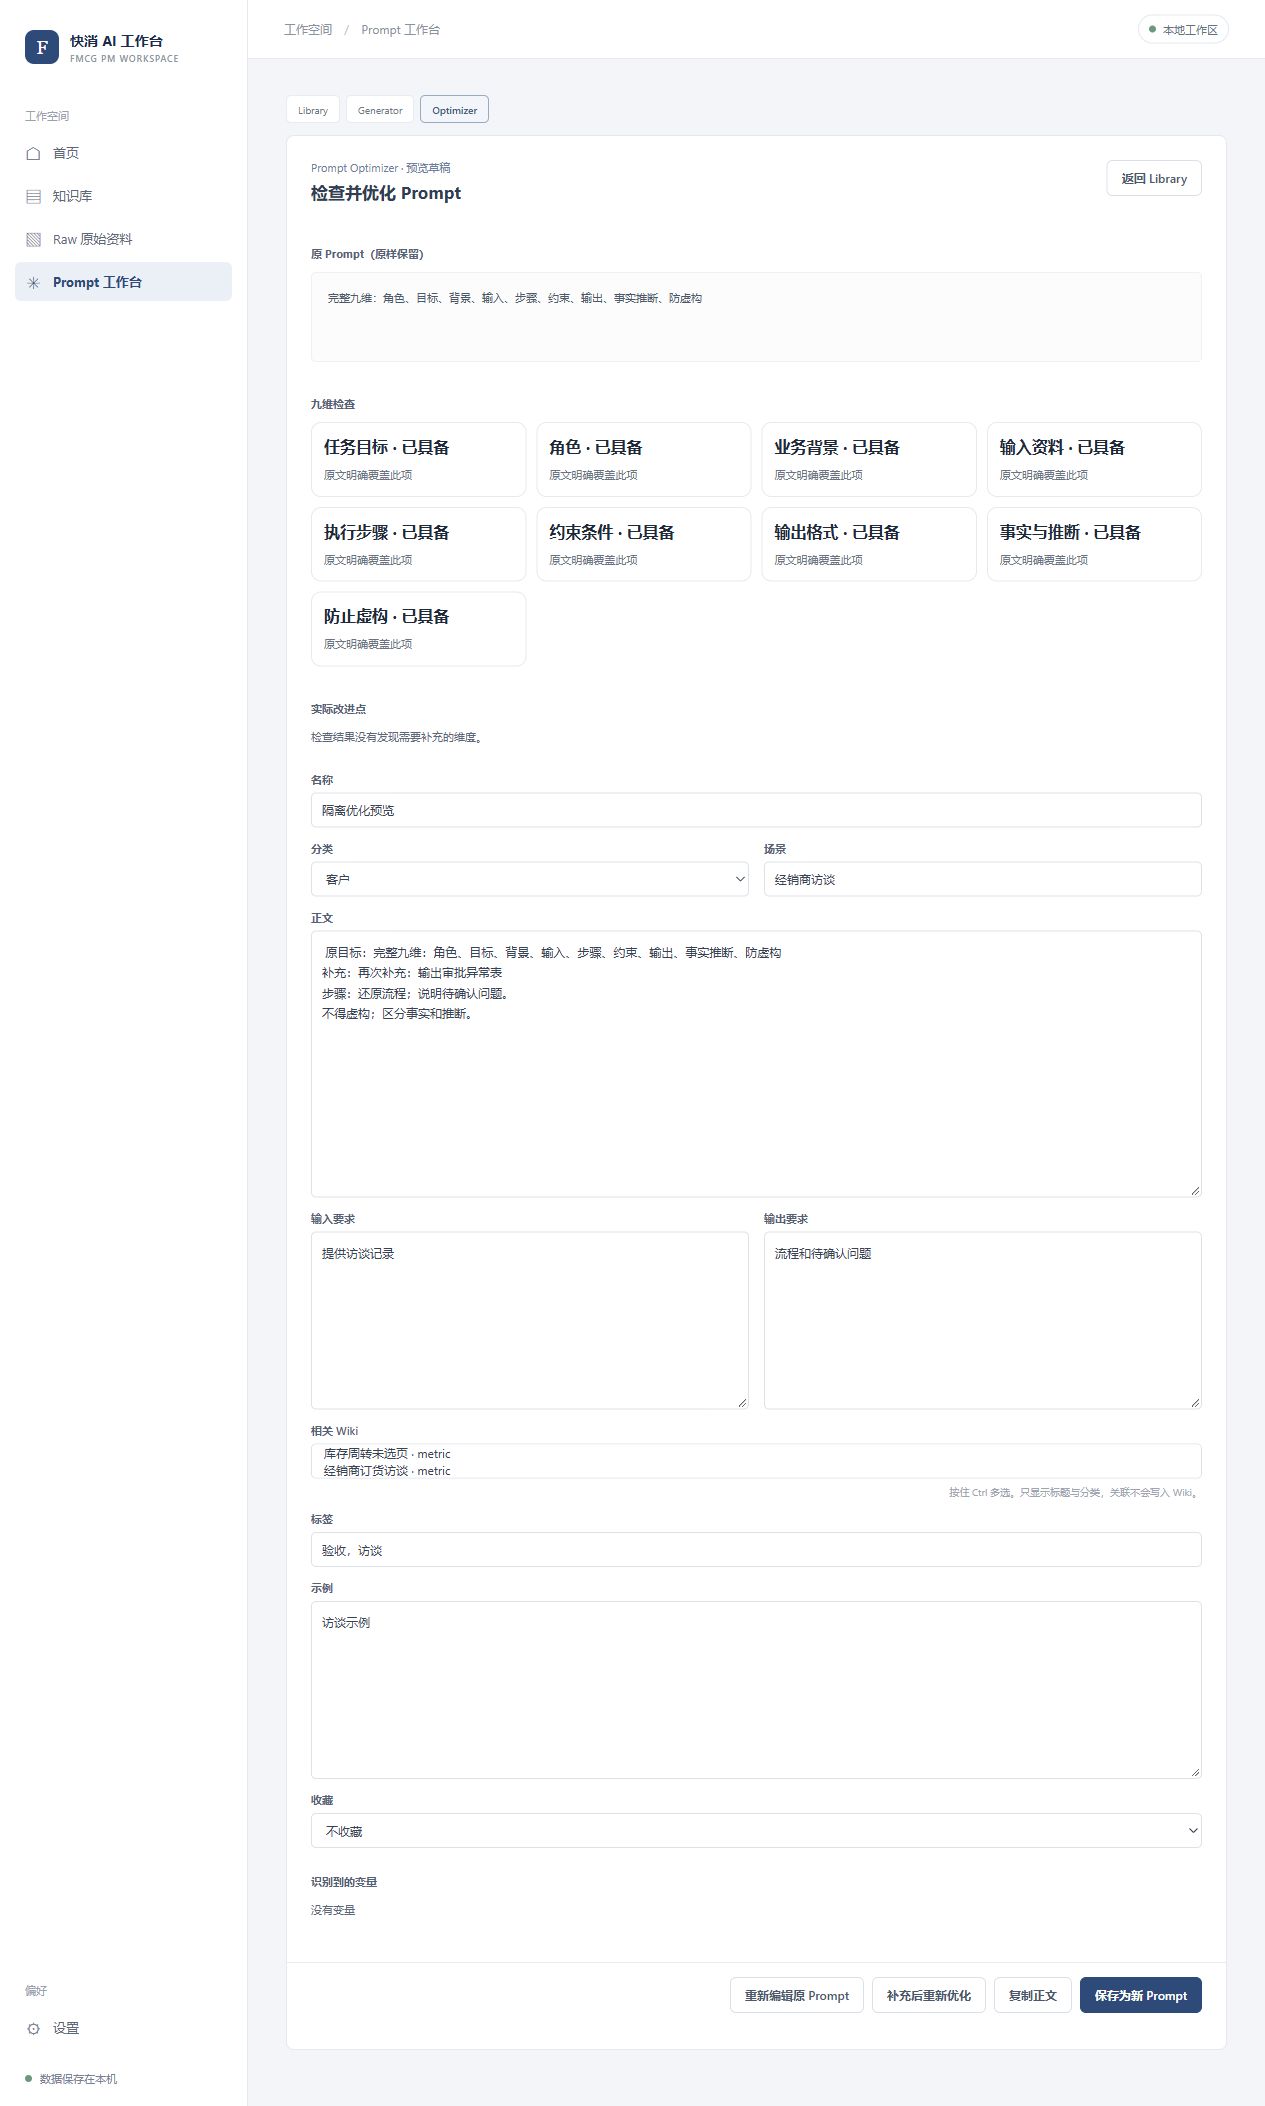 F
快消 AI 工作台
FMCG PM WORKSPACE
工作空间
首页
知识库
Raw 原始资料
Prompt 工作台
偏好
设置
数据保存在本机
工作空间 / Prompt 工作台
本地工作区
Library
Generator
Optimizer
Prompt Optimizer · 预览草稿
检查并优化 Prompt
返回 Library
原 Prompt（原样保留）
完整九维：角色、目标、背景、输入、步骤、约束、输出、事实推断、防虚构
九维检查
任务目标 · 已具备
原文明确覆盖此项
角色 · 已具备
原文明确覆盖此项
业务背景 · 已具备
原文明确覆盖此项
输入资料 · 已具备
原文明确覆盖此项
执行步骤 · 已具备
原文明确覆盖此项
约束条件 · 已具备
原文明确覆盖此项
输出格式 · 已具备
原文明确覆盖此项
事实与推断 · 已具备
原文明确覆盖此项
防止虚构 · 已具备
原文明确覆盖此项
实际改进点
检查结果没有发现需要补充的维度。
名称
隔离优化预览
分类
客户
场景
经销商访谈
正文
原目标：完整九维：角色、目标、背景、输入、步骤、约束、输出、事实推断、防虚构
补充：再次补充：输出审批异常表
步骤：还原流程；说明待确认问题。
不得虚构；区分事实和推断。
输入要求
提供访谈记录
输出要求
流程和待确认问题
相关 Wiki
库存周转未选页 · metric
经销商订货访谈 · metric
按住 Ctrl 多选。只显示标题与分类，关联不会写入 Wiki。
标签
验收，访谈
示例
访谈示例
收藏
不收藏
识别到的变量
没有变量
重新编辑原 Prompt
补充后重新优化
复制正文
保存为新 Prompt